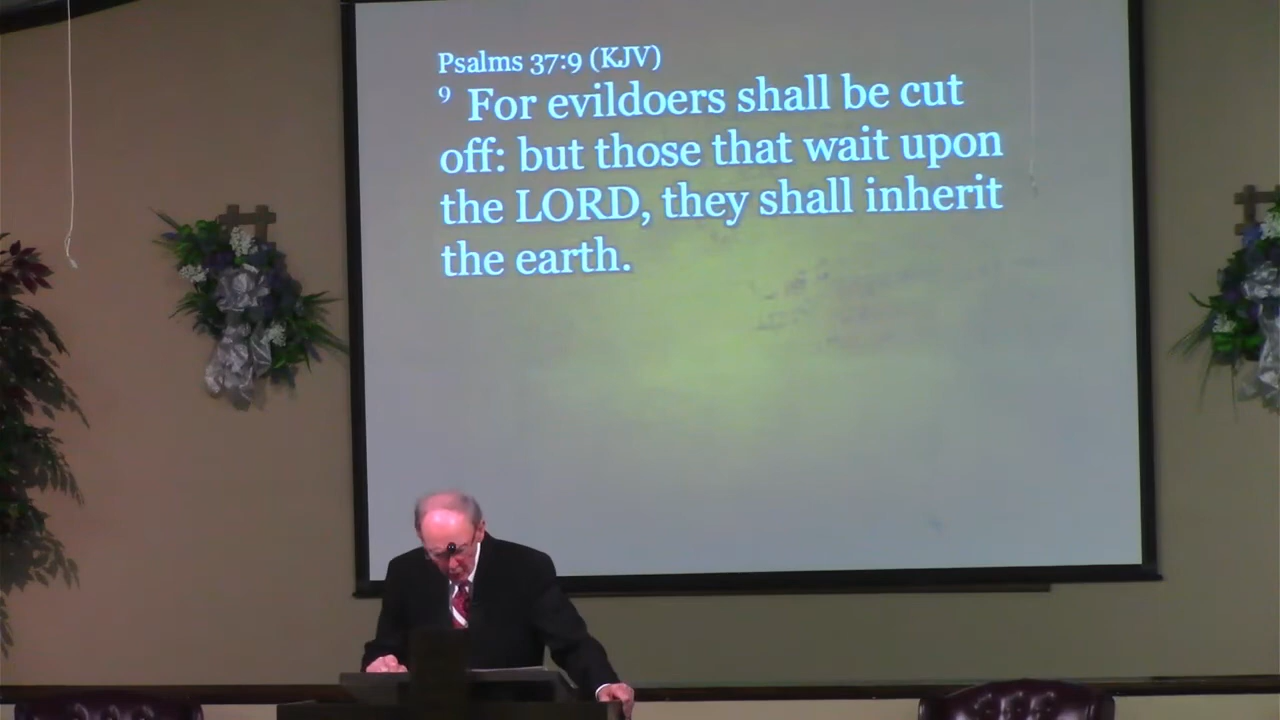 Psalms 37:9 (KJV)
9 For evildoers shall be cut
off: but those that wait upon
the LORD, they shall inherit
the earth.